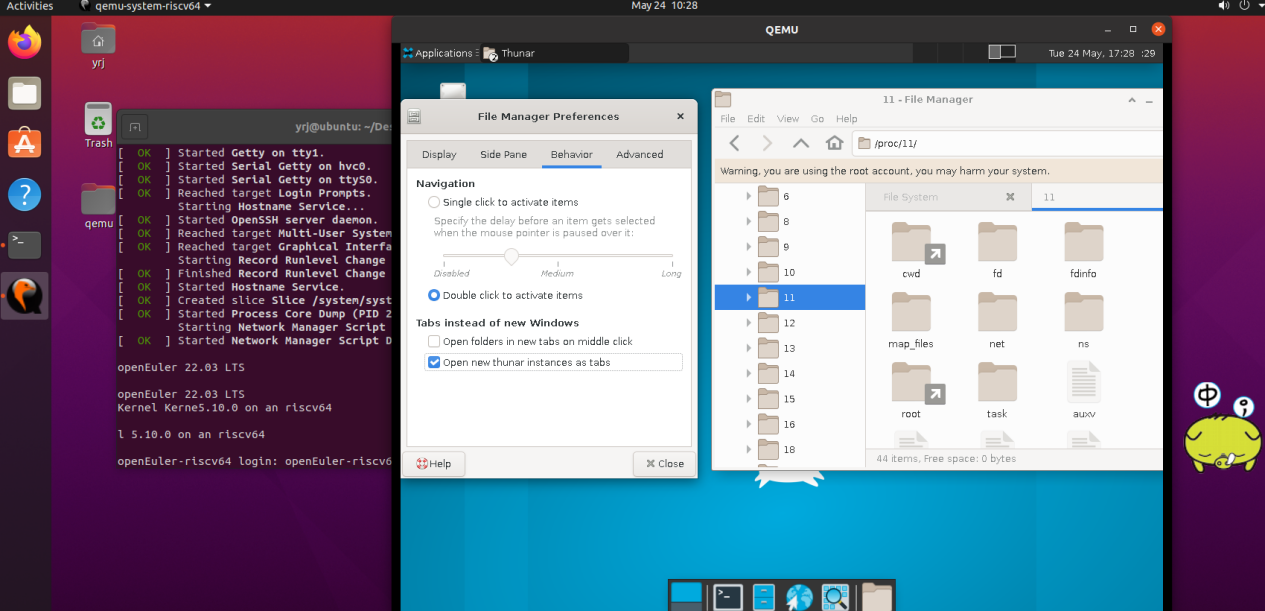 Activities
qemu-system-riscv64
May 24 10:28
yrj
Trash
qemu
yrj@ubuntu: ~/De
[ OK ] Started Getty on tty1.
[ OK ] Started Serial Getty on hvc0.
[ OK ] Started Serial Getty on ttyS0.
[ OK ] Reached target Login Prompts.
Starting Hostname Service...
[ OK ] Started OpenSSH server daemon.
[ OK ] Reached target Multi-User System
[ OK ] Reached target Graphical Interfa
Starting Record Runlevel Change
[ OK ] Finished Record Runlevel Change
[ OK ] Started Hostname Service.
[ OK ] Created slice Slice /system/syst
[ OK ] Started Process Core Dump (PID 2
Starting Network Manager Script
[ OK ] Started Network Manager Script D
openEuler 22.03 LTS
openEuler 22.03 LTS
Kernel Kerne5.10.0 on an riscv64
l 5.10.0 on an riscv64
openEuler-riscv64 login: openEuler-riscv6
QEMU
Applications
Thunar
Tue 24 May, 17:28 :29
File Manager Preferences
Display Side Pane Behavior Advanced
Navigation
Single click to activate items
Specify the delay before an item gets selected
when the mouse pointer is paused over it:
Disabled Medium Long
Double click to activate items
Tabs instead of new Windows
Open folders in new tabs on middle click
Open new thunar instances as tabs
Help
Close
11 - File Manager
File Edit View Go Help
/proc/11/
Warning, you are using the root account, you may harm your system.
6
8
9
10
11
12
13
14
15
16
18
File System
11
cwd fd fdinfo
map_files net ns
root task auxv
44 items, Free space: 0 bytes
中